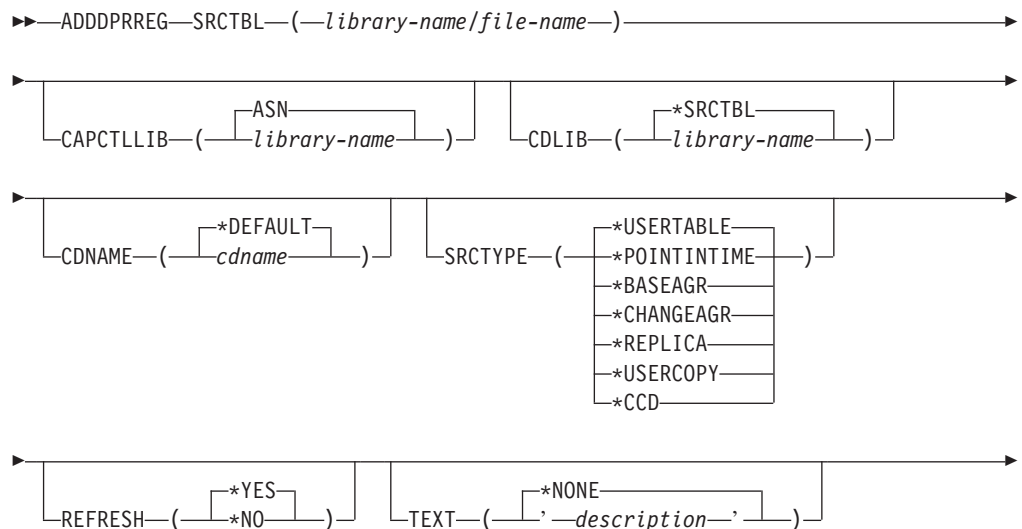 ADDDPRREG SRCTBL ( library-name/file-name )
ASN *SRCTBL
CAPCTLLIB ( library-name ) CDLIB ( library-name )
*DEFAULT *USERTABLE
CDNAME ( cdname ) SRCTYPE ( *POINTINTIME )
*BASEAGR
*CHANGEAGR
*REPLICA
*USERCOPY
*CCD
*YES *NONE
REFRESH ( *NO ) TEXT ( ' description ' )